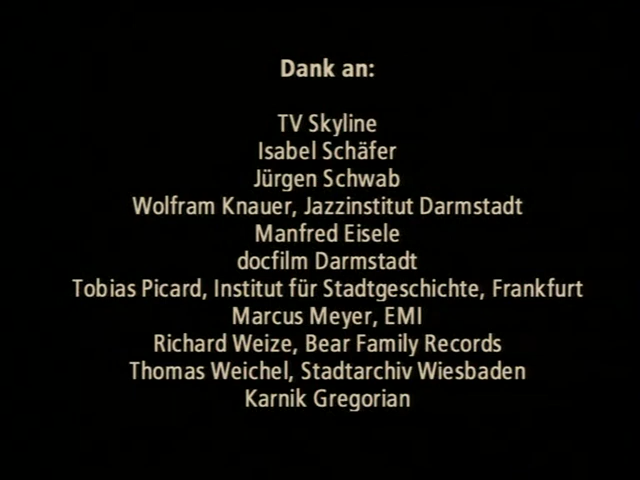 Dank an:
TV Skyline
Isabel Schäfer
Jürgen Schwab
Wolfram Knauer, Jazzinstitut Darmstadt
Manfred Eisele
docfilm Darmstadt
Tobias Picard, Institut für Stadtgeschichte, Frankfurt
Marcus Meyer, EMI
Richard Weize, Bear Family Records
Thomas Weichel, Stadtarchiv Wiesbaden
Karnik Gregorian